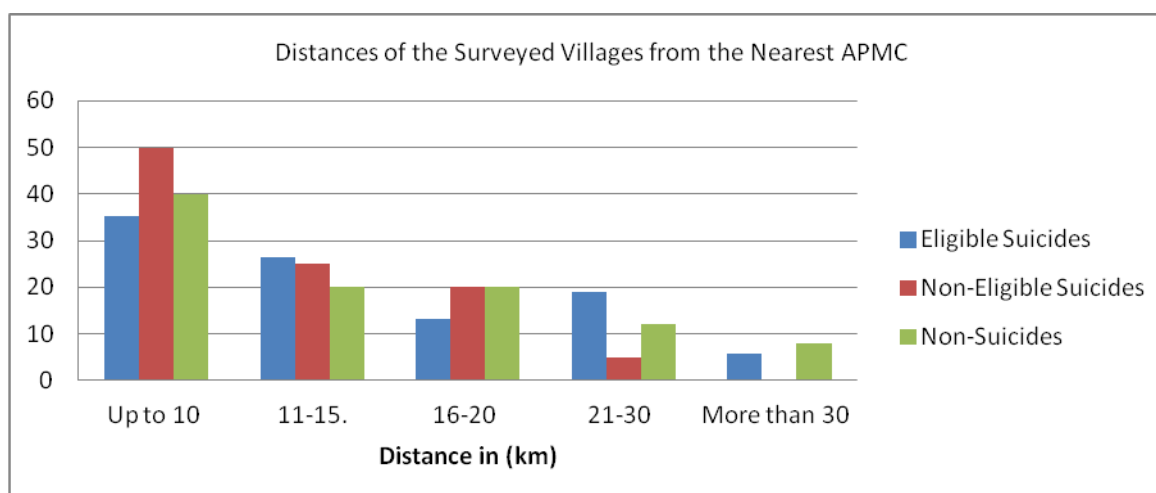 Distances of the Surveyed Villages from the Nearest APMC
60
50
40
30
20
10
0
Up to 10
11-15.
16-20
21-30
More than 30
Distance in (km)
Eligible Suicides
Non-Eligible Suicides
Non-Suicides